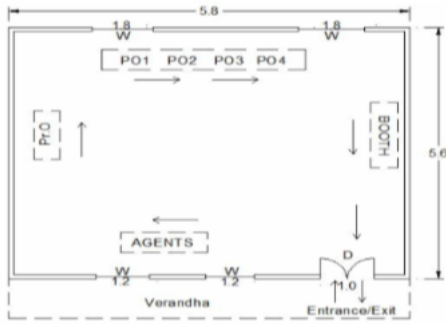 5.8
1.8 1.8
W W
PO1 PO2 PO3 PO4
Pr.O
BOOTH
5.6
AGENTS
D
W W
1.2 1.2 1.0
Verandha
Entrance/Exit